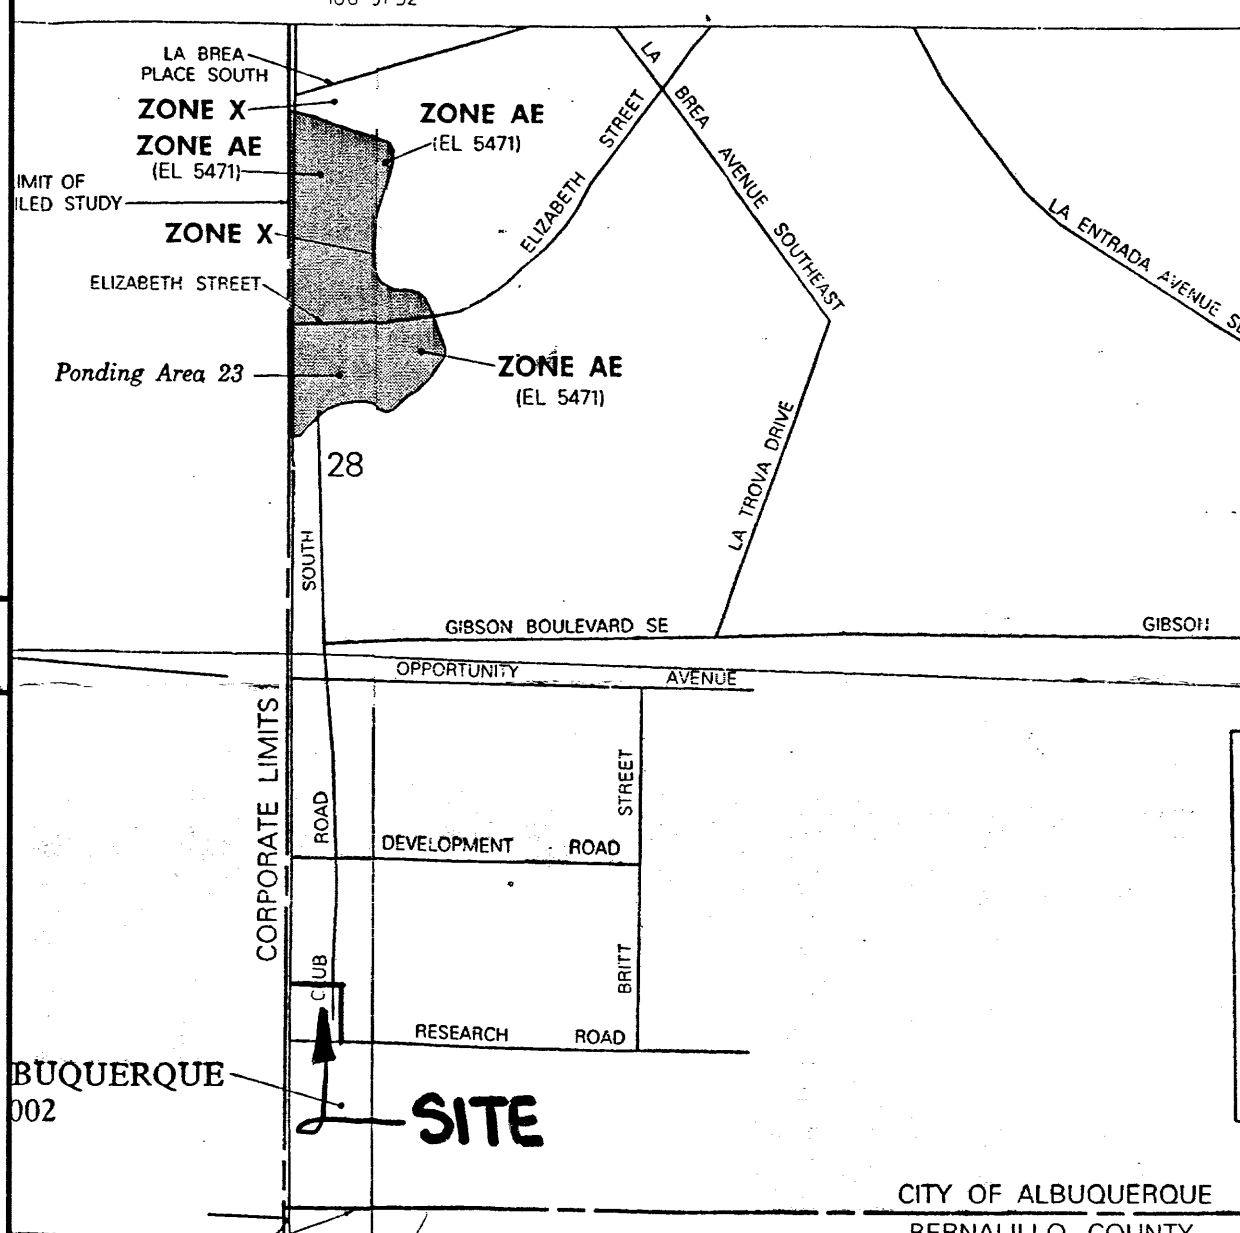 LA BREA
PLACE SOUTH
ZONE X
ZONE AE
(EL 5471)
ZONE AE
(EL 5471)
IMIT OF
ILED STUDY
ZONE X
ELIZABETH STREET
Ponding Area 23
ZONE AE
(EL 5471)
ELIZABETH STREET
LA BREA AVENUE SOUTHEAST
LA ENTRADA AVENUE SE
LA TROVA DRIVE
28
SOUTH
GIBSON BOULEVARD SE
GIBSON
OPPORTUNITY AVENUE
CORPORATE LIMITS
ROAD
STREET
DEVELOPMENT ROAD
CLUB
BRITT
RESEARCH ROAD
BUQUERQUE
002
SITE
CITY OF ALBUQUERQUE
BERNALILLO COUNTY